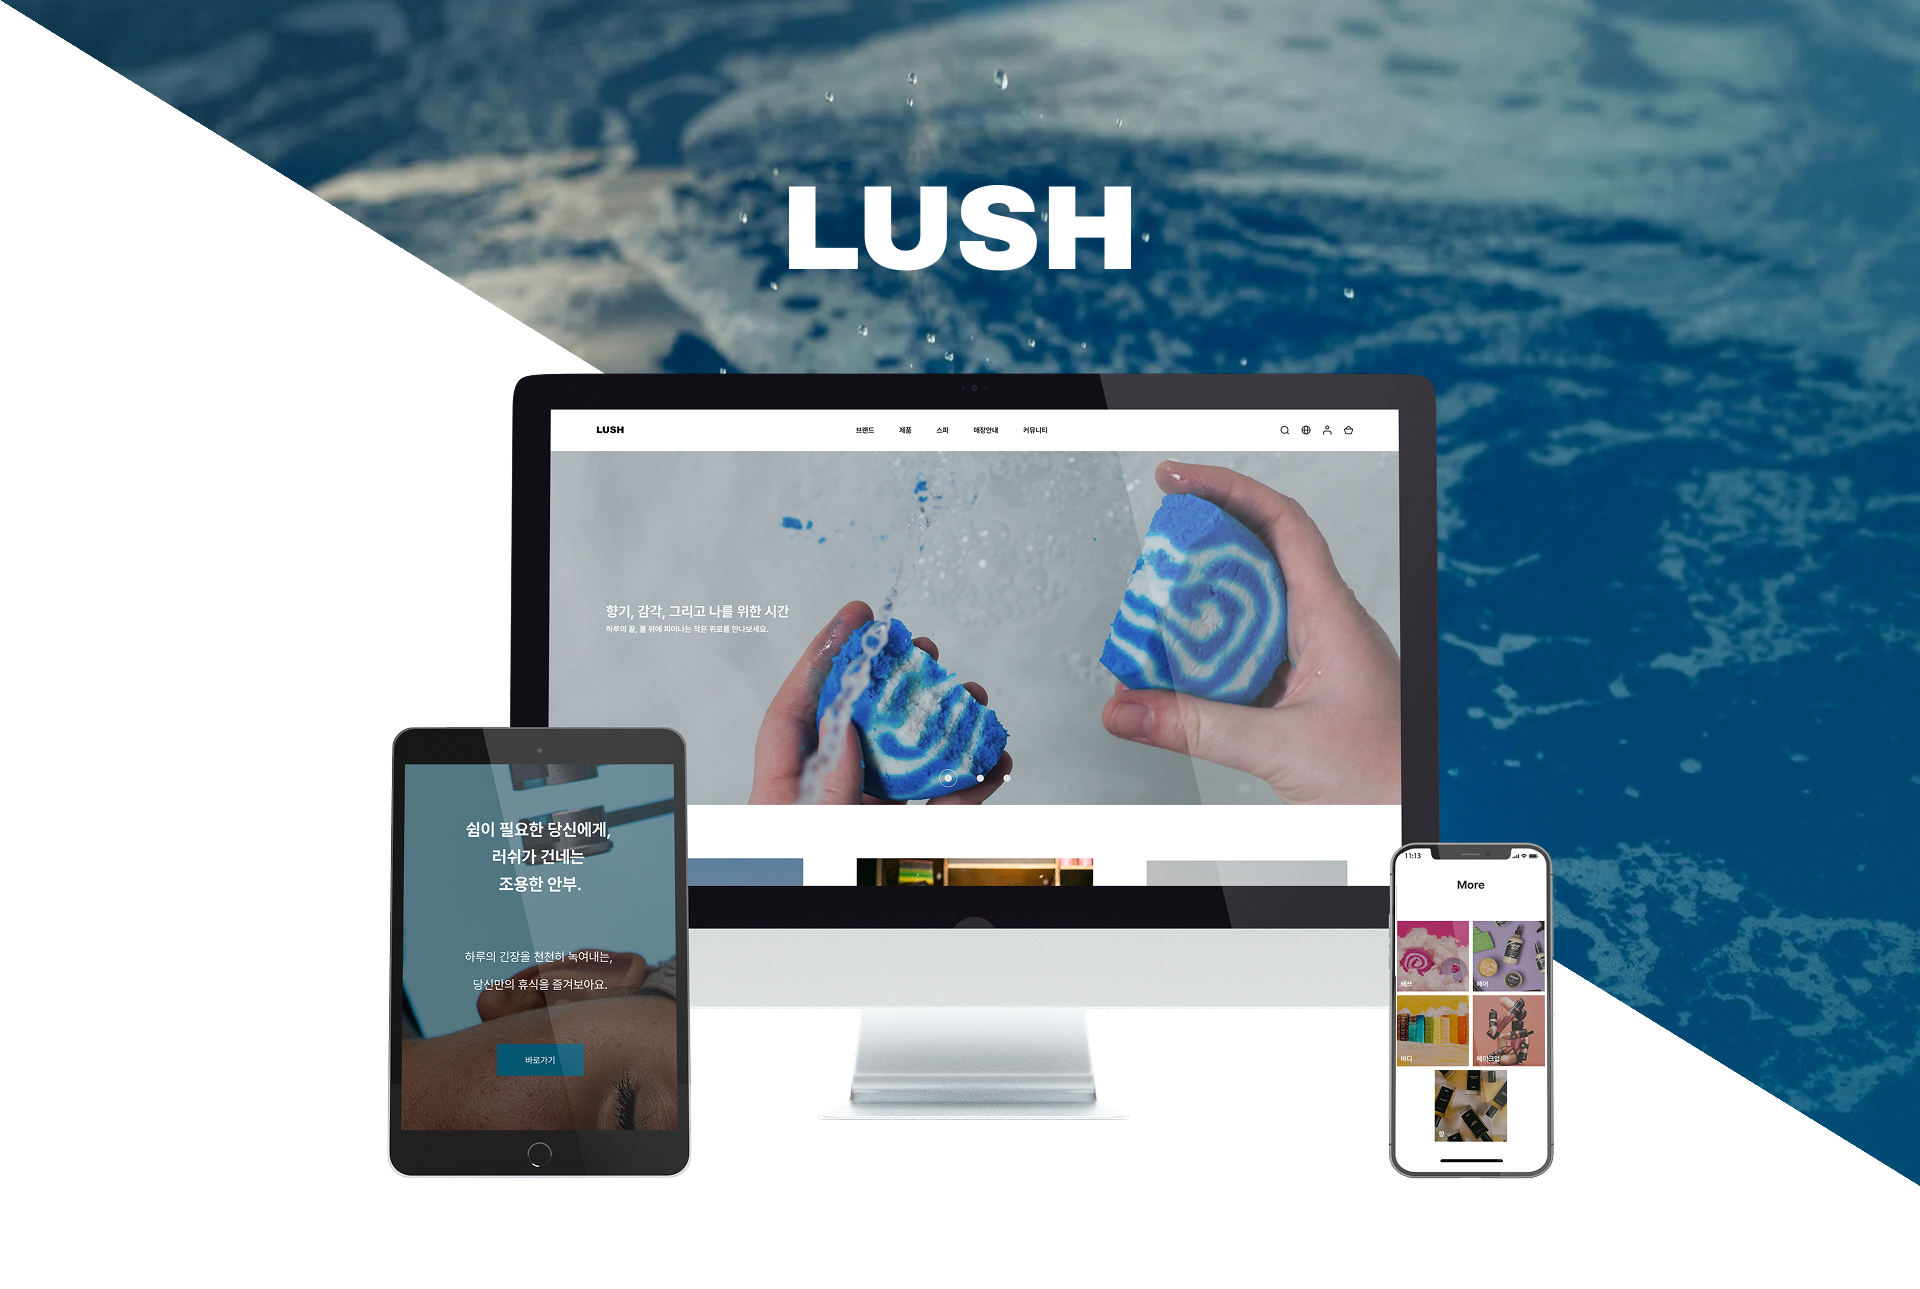 LUSH
LUSH
브랜드 제품 스파 매장안내 커뮤니티
향기, 감각, 그리고 나를 위한 시간
하루의 끝, 물 위에 피어나는 작은 위로를 만나보세요.
쉼이 필요한 당신에게,
러쉬가 건네는
조용한 안부.
하루의 긴장을 천천히 녹여내는,
당신만의 휴식을 즐겨보아요.
바로가기
11:13
More
배쓰 헤어
바디 메이크업
향